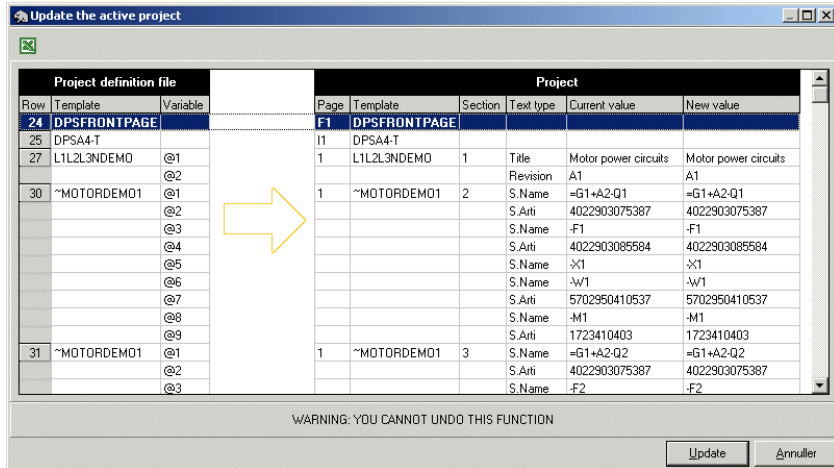 Update the active project
Project definition file Project
Row Template Variable Page Template Section Text type Current value New value
24 DPSFRONTPAGE F1 DPSFRONTPAGE
25 DPSA4-T I1 DPSA4-T
27 L1L2L3NDEMO @1 1 L1L2L3NDEMO 1 Title Motor power circuits Motor power circuits
@2 Revision A1 A1
30 ~MOTORDEMO1 @1 1 ~MOTORDEMO1 2 S.Name =G1+A2-Q1 =G1+A2-Q1
@2 S.Arti 4022903075387 4022903075387
@3 S.Name -F1 -F1
@4 S.Arti 4022903085584 4022903085584
@5 S.Name -X1 -X1
@6 S.Name -W1 -W1
@7 S.Arti 5702950410537 5702950410537
@8 S.Name -M1 -M1
@9 S.Arti 1723410403 1723410403
31 ~MOTORDEMO1 @1 1 ~MOTORDEMO1 3 S.Name =G1+A2-Q2 =G1+A2-Q2
@2 S.Arti 4022903075387 4022903075387
@3 S.Name -F2 -F2
WARNING: YOU CANNOT UNDO THIS FUNCTION
Update Annuller